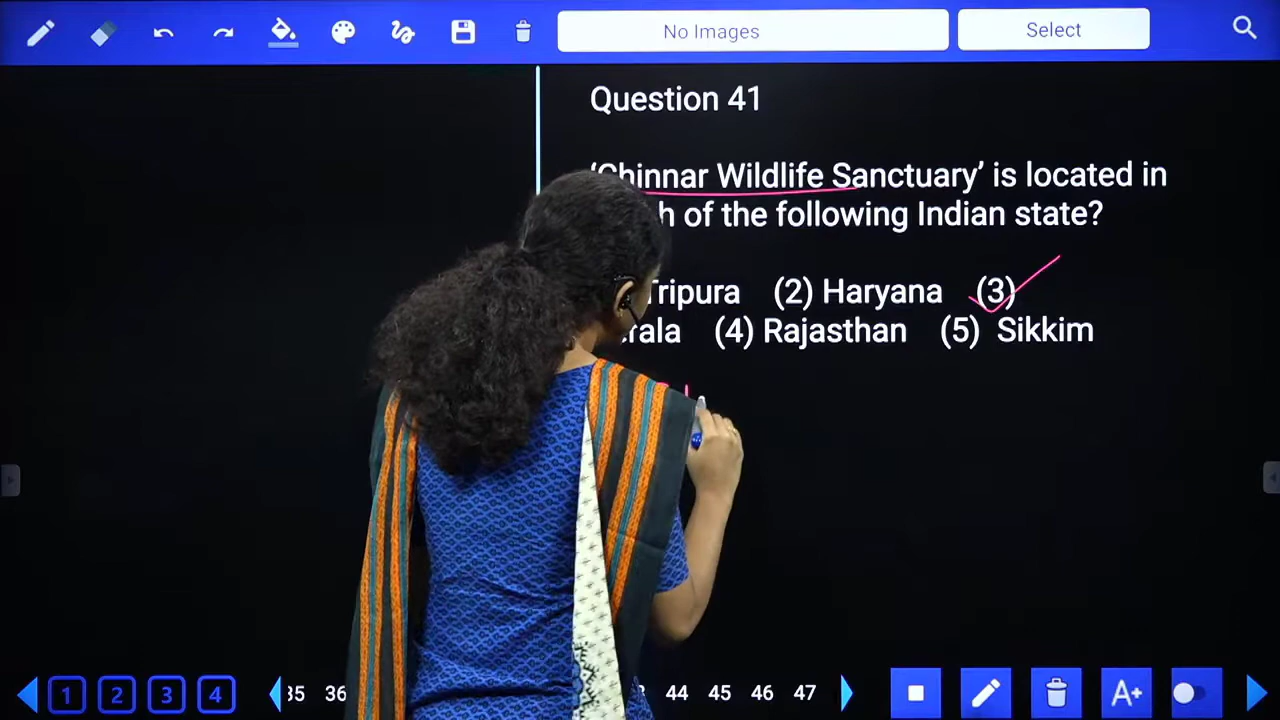 No Images
Select
Question 41
‘Chinnar Wildlife Sanctuary’ is located in
of the following Indian state?
Tripura (2) Haryana (3)
(4) Rajasthan (5) Sikkim
1 2 3 4 35 36 44 45 46 47 A+